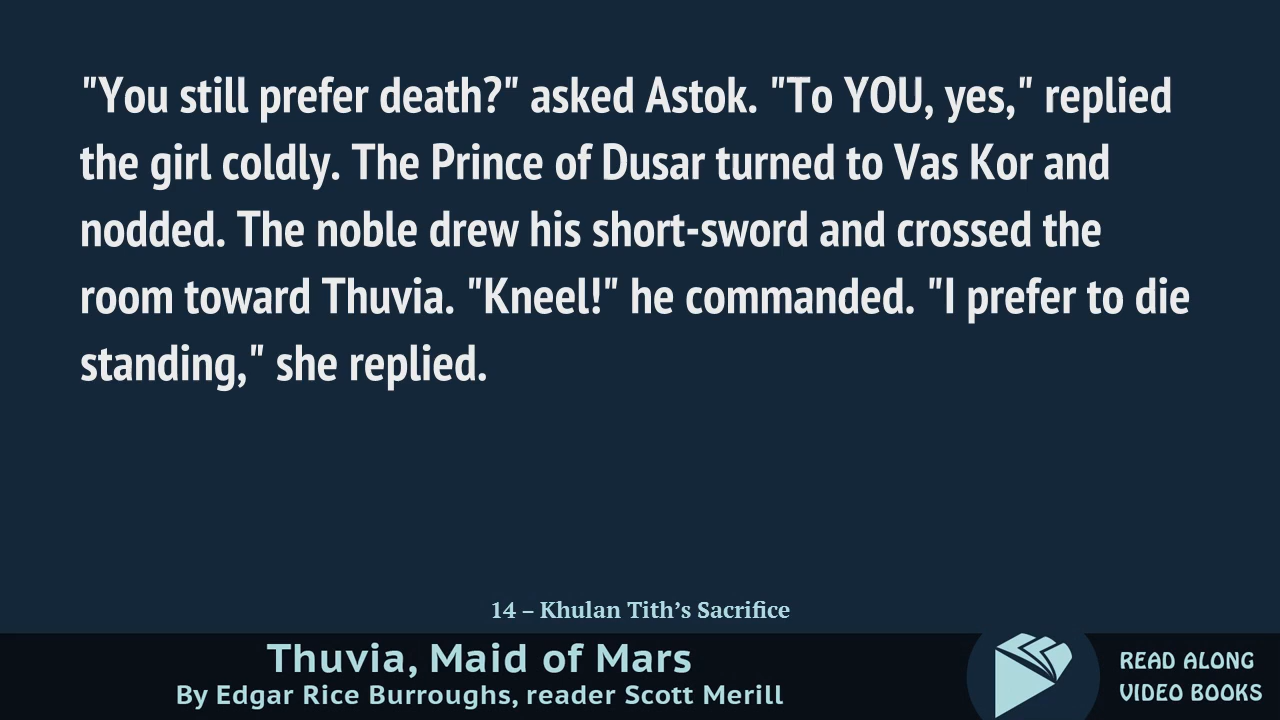 "You still prefer death?" asked Astok. "To YOU, yes," replied
the girl coldly. The Prince of Dusar turned to Vas Kor and
nodded. The noble drew his short-sword and crossed the
room toward Thuvia. "Kneel!" he commanded. "I prefer to die
standing," she replied.
14 – Khulan Tith’s Sacrifice
Thuvia, Maid of Mars
By Edgar Rice Burroughs, reader Scott Merill
READ ALONG
VIDEO BOOKS